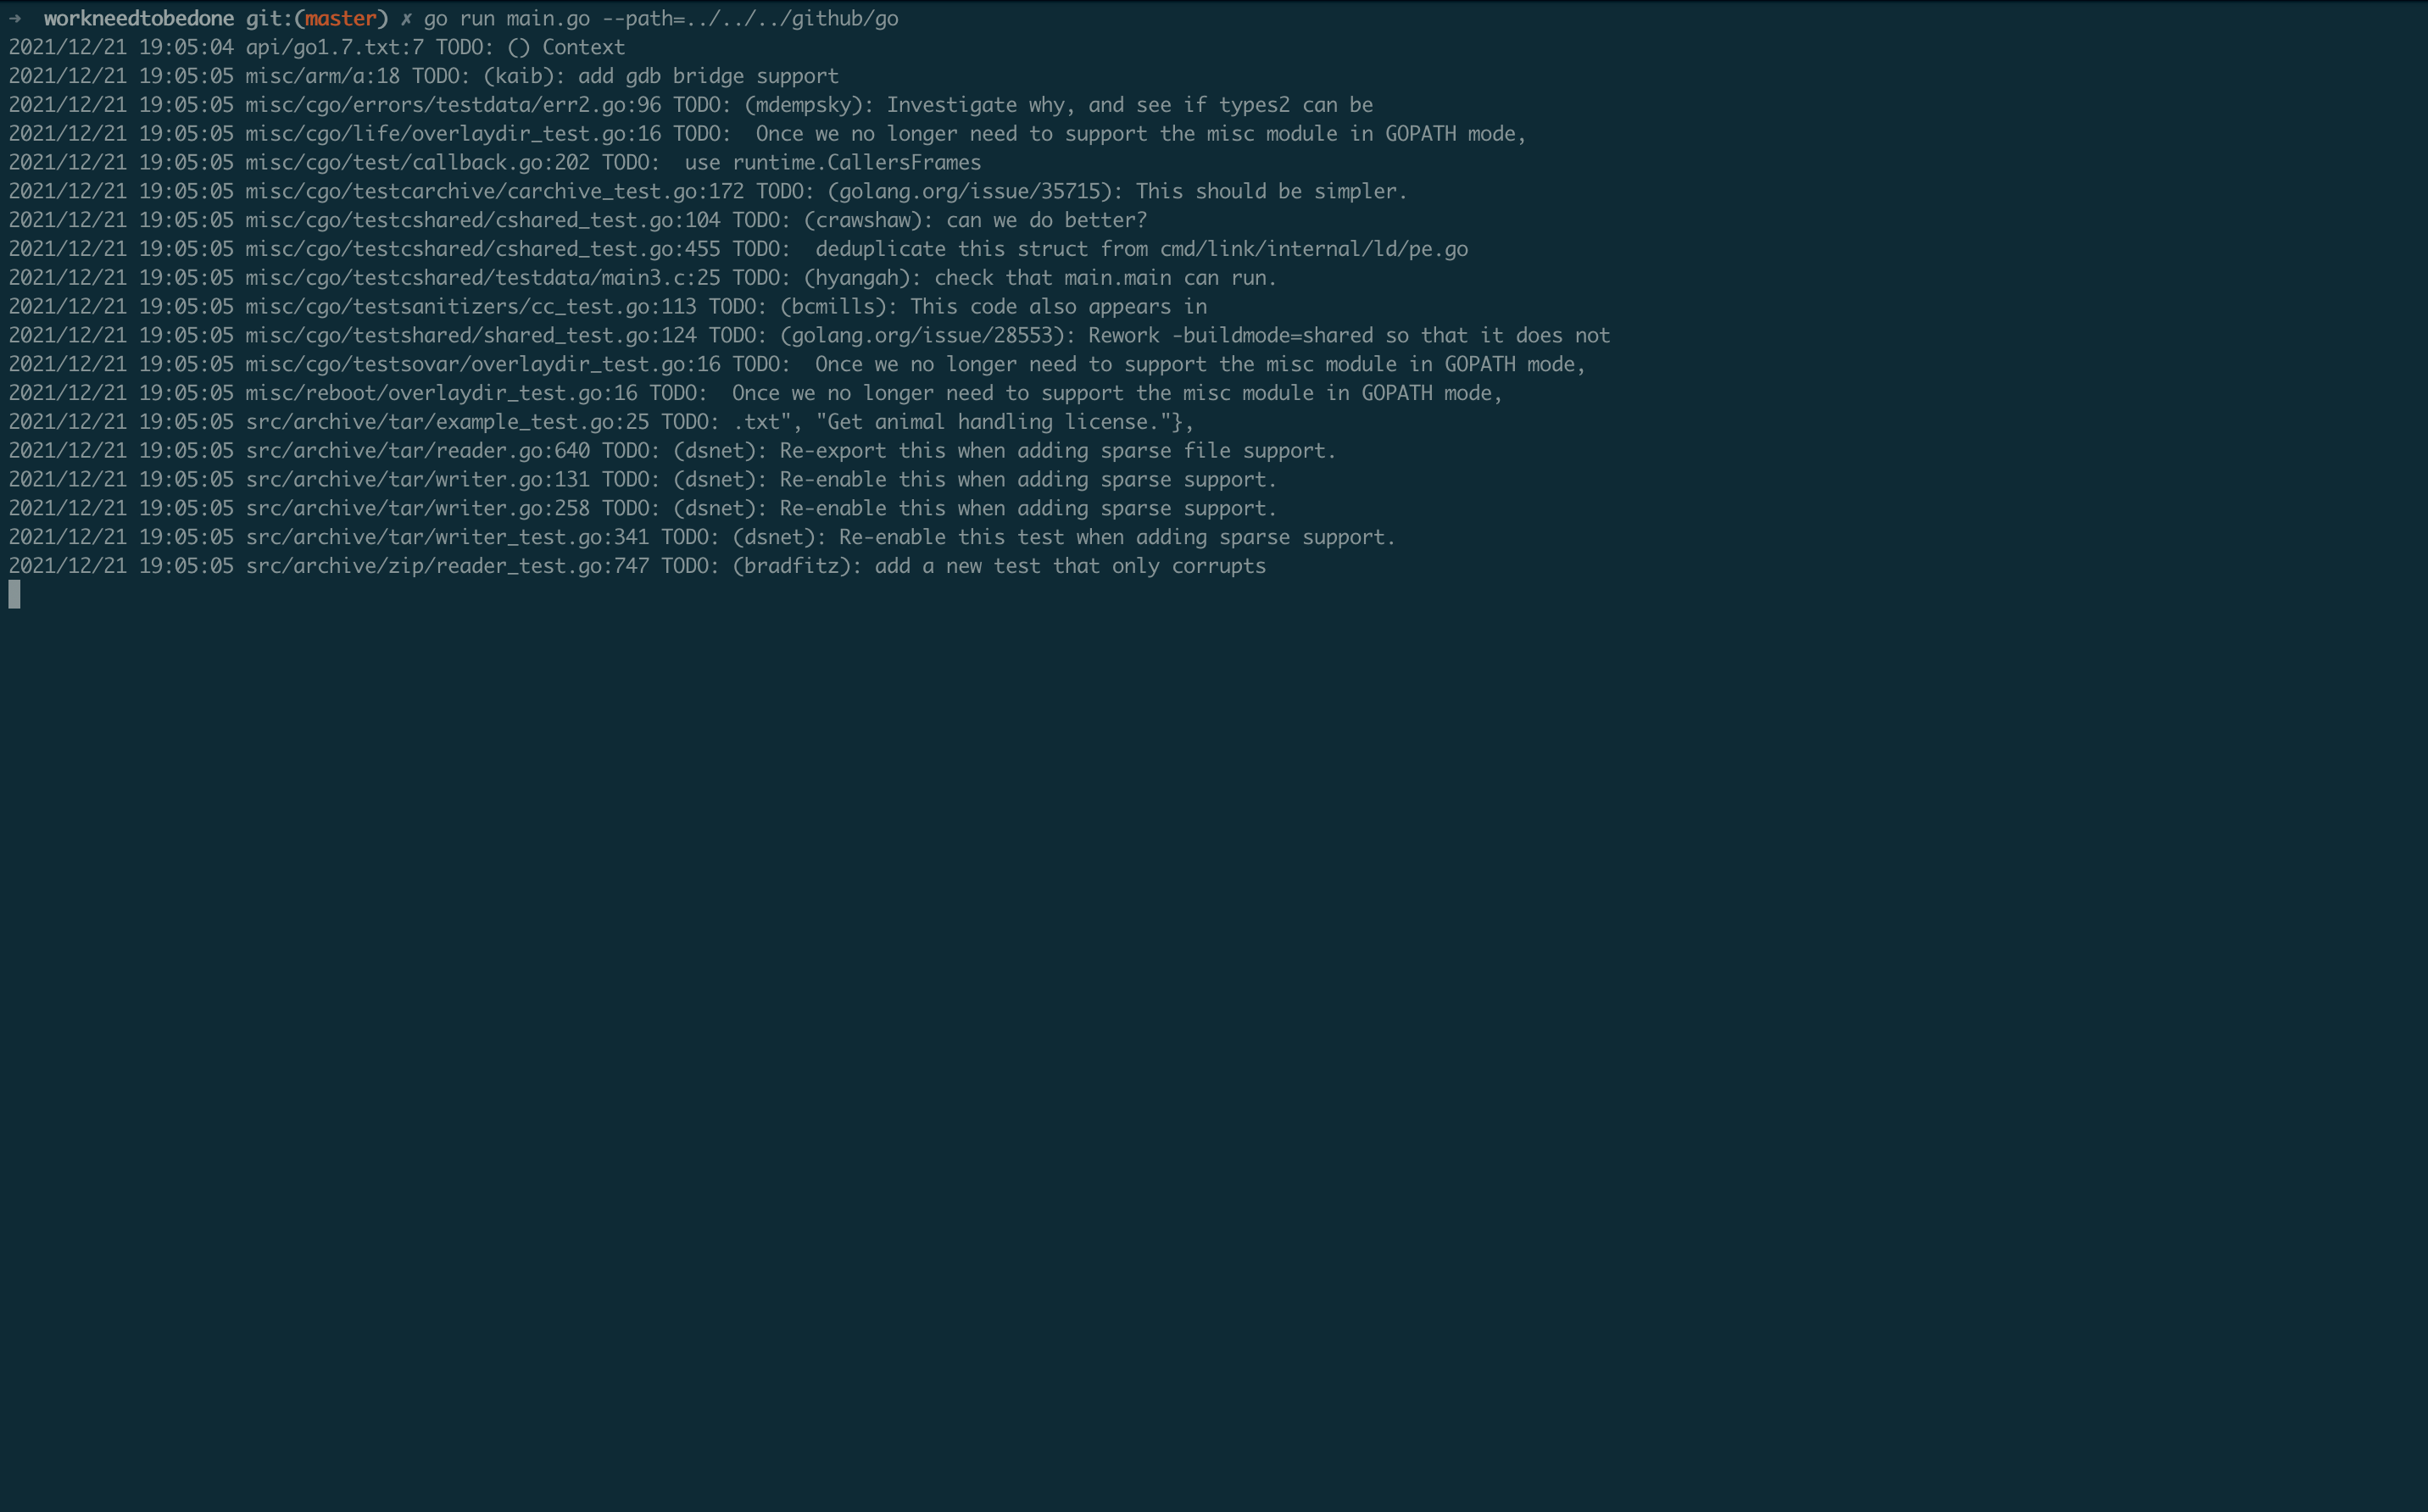 ➜  workneedtobedone git:(master) ✗ go run main.go --path=../../../github/go
2021/12/21 19:05:04 api/go1.7.txt:7 TODO: () Context
2021/12/21 19:05:05 misc/arm/a:18 TODO: (kaib): add gdb bridge support
2021/12/21 19:05:05 misc/cgo/errors/testdata/err2.go:96 TODO: (mdempsky): Investigate why, and see if types2 can be
2021/12/21 19:05:05 misc/cgo/life/overlaydir_test.go:16 TODO:  Once we no longer need to support the misc module in GOPATH mode,
2021/12/21 19:05:05 misc/cgo/test/callback.go:202 TODO:  use runtime.CallersFrames
2021/12/21 19:05:05 misc/cgo/testcarchive/carchive_test.go:172 TODO: (golang.org/issue/35715): This should be simpler.
2021/12/21 19:05:05 misc/cgo/testcshared/cshared_test.go:104 TODO: (crawshaw): can we do better?
2021/12/21 19:05:05 misc/cgo/testcshared/cshared_test.go:455 TODO:  deduplicate this struct from cmd/link/internal/ld/pe.go
2021/12/21 19:05:05 misc/cgo/testcshared/testdata/main3.c:25 TODO: (hyangah): check that main.main can run.
2021/12/21 19:05:05 misc/cgo/testsanitizers/cc_test.go:113 TODO: (bcmills): This code also appears in
2021/12/21 19:05:05 misc/cgo/testshared/shared_test.go:124 TODO: (golang.org/issue/28553): Rework -buildmode=shared so that it does not
2021/12/21 19:05:05 misc/cgo/testsovar/overlaydir_test.go:16 TODO:  Once we no longer need to support the misc module in GOPATH mode,
2021/12/21 19:05:05 misc/reboot/overlaydir_test.go:16 TODO:  Once we no longer need to support the misc module in GOPATH mode,
2021/12/21 19:05:05 src/archive/tar/example_test.go:25 TODO: .txt", "Get animal handling license."},
2021/12/21 19:05:05 src/archive/tar/reader.go:640 TODO: (dsnet): Re-export this when adding sparse file support.
2021/12/21 19:05:05 src/archive/tar/writer.go:131 TODO: (dsnet): Re-enable this when adding sparse support.
2021/12/21 19:05:05 src/archive/tar/writer.go:258 TODO: (dsnet): Re-enable this when adding sparse support.
2021/12/21 19:05:05 src/archive/tar/writer_test.go:341 TODO: (dsnet): Re-enable this test when adding sparse support.
2021/12/21 19:05:05 src/archive/zip/reader_test.go:747 TODO: (bradfitz): add a new test that only corrupts